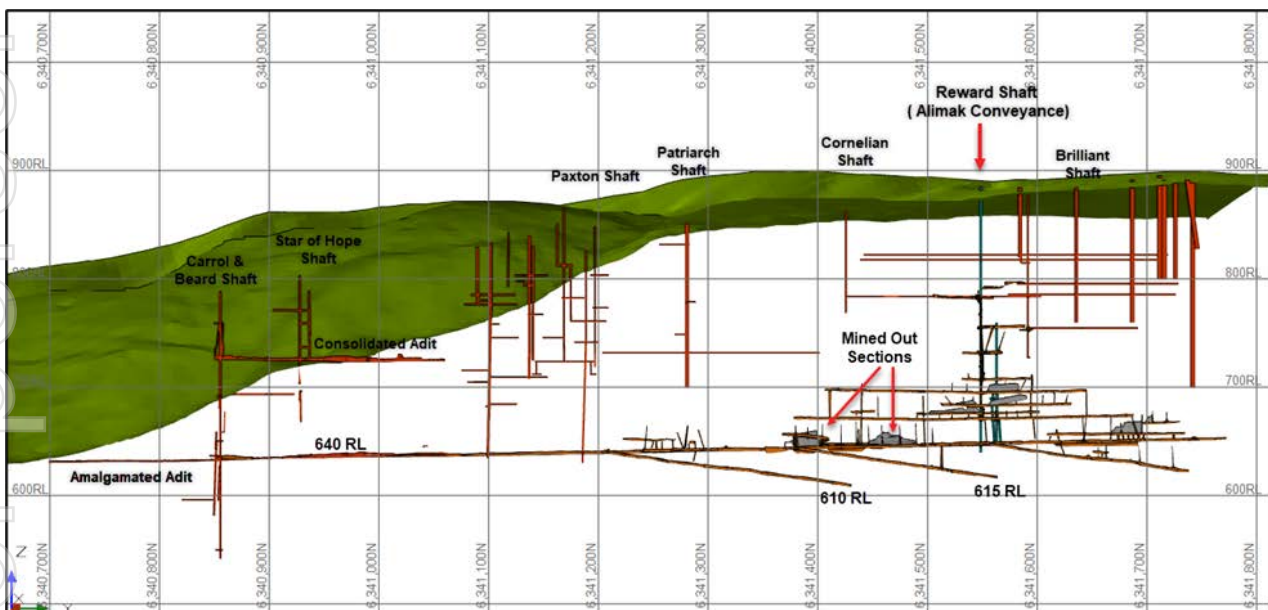 6,340,700N
6,340,800N
6,340,900N
6,341,000N
6,341,100N
6,341,200N
6,341,300N
6,341,400N
6,341,500N
6,341,600N
6,341,700N
6,341,800N
Reward Shaft
( Alimak Conveyance)
Patriarch
Shaft
Cornelian
Shaft
Brilliant
Shaft
900RL
Paxton Shaft
900RL
Star of Hope
Shaft
Carrol &
Beard Shaft
800RL
Consolidated Adit
Mined Out
Sections
700RL
640 RL
Amalgamated Adit
600RL
610 RL
615 RL
600RL
Z
6,340,700N
6,340,800N
6,340,900N
6,341,000N
6,341,100N
6,341,200N
6,341,300N
6,341,400N
6,341,500N
6,341,600N
6,341,700N
6,341,800N